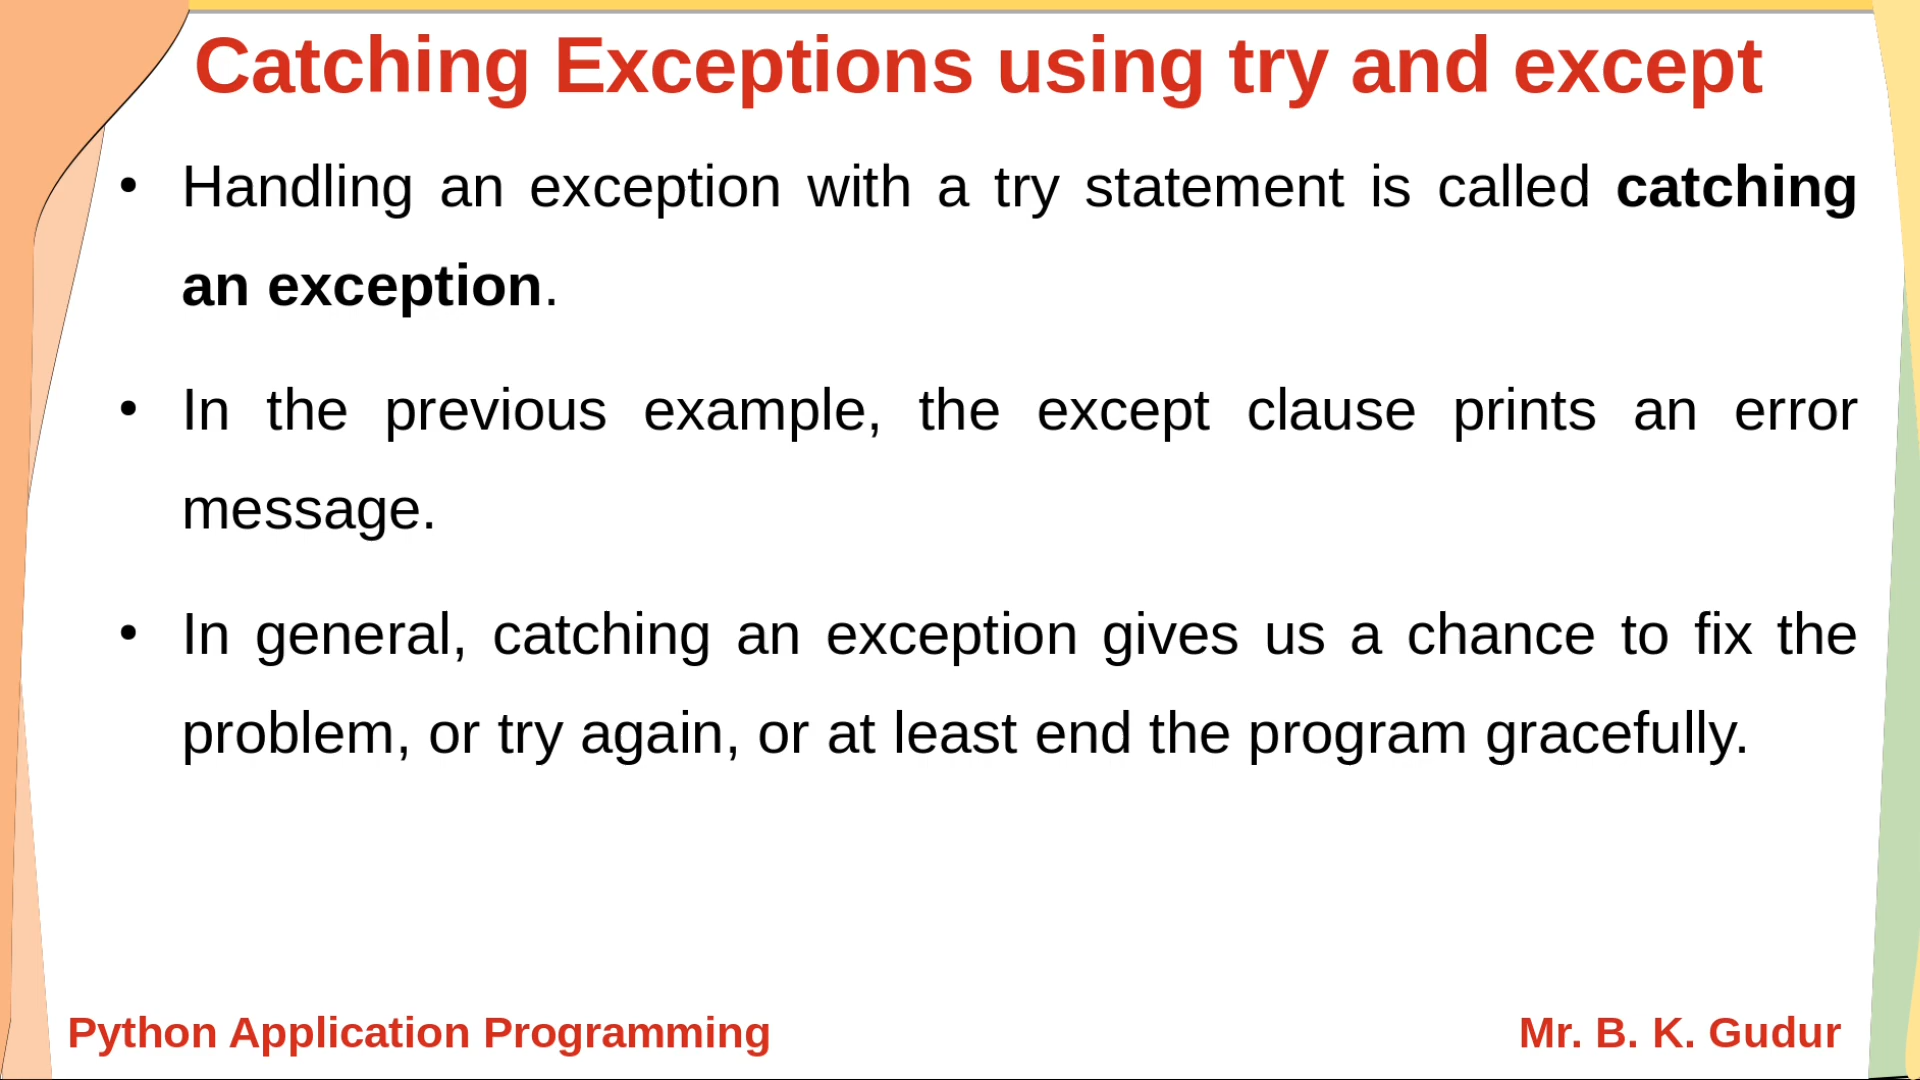 Catching Exceptions using try and except
• Handling an exception with a try statement is called catching
an exception.
• In the previous example, the except clause prints an error
message.
• In general, catching an exception gives us a chance to fix the
problem, or try again, or at least end the program gracefully.
Python Application Programming
Mr. B. K. Gudur